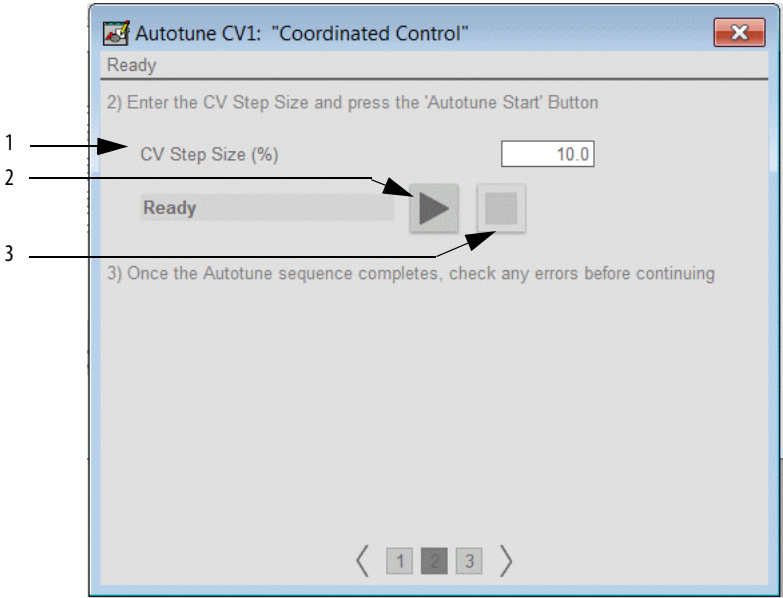 Autotune CV1: "Coordinated Control"
Ready
2) Enter the CV Step Size and press the 'Autotune Start' Button
1
CV Step Size (%) 10.0
2
Ready
3
3) Once the Autotune sequence completes, check any errors before continuing
1 2 3